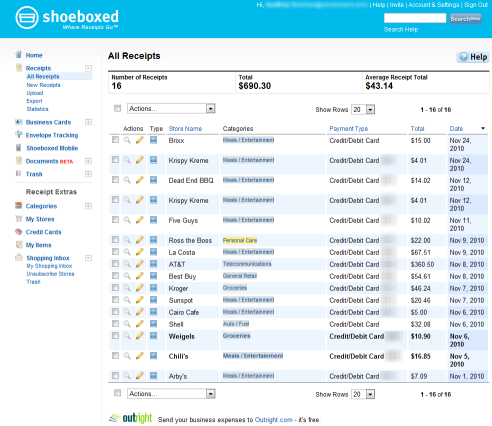 shoeboxed
Where Receipts Go™
Hi, | Help | Invite | Account & Settings | Sign Out
Search
Search Help
Home
Receipts
All Receipts
New Receipts
Upload
Export
Statistics
Business Cards
Envelope Tracking
Shoeboxed Mobile
Documents BETA
Trash
Receipt Extras
Categories
My Stores
Credit Cards
My Items
Shopping Inbox
My Shopping Inbox
Unsubscribe Stores
Trash
All Receipts
Help
Number of Receipts Total Average Receipt Total
16 $690.30 $43.14
Actions... Show Rows 20 1 - 16 of 16
Actions Type Store Name Categories Payment Type Total Date
Brixx Meals / Entertainment Credit/Debit Card $15.00 Nov 24, 2010
Krispy Kreme Meals / Entertainment Credit/Debit Card $4.01 Nov 24, 2010
Dead End BBQ Meals / Entertainment Credit/Debit Card $14.02 Nov 12, 2010
Krispy Kreme Meals / Entertainment Credit/Debit Card $4.01 Nov 12, 2010
Five Guys Meals / Entertainment Credit/Debit Card $10.02 Nov 11, 2010
Ross the Boss Personal Care Credit/Debit Card $22.00 Nov 9, 2010
La Costa Meals / Entertainment Credit/Debit Card $67.51 Nov 9, 2010
AT&T Telecommunications Credit/Debit Card $360.50 Nov 8, 2010
Best Buy General Retail Credit/Debit Card $54.61 Nov 8, 2010
Kroger Groceries Credit/Debit Card $46.24 Nov 7, 2010
Sunspot Meals / Entertainment Credit/Debit Card $20.46 Nov 7, 2010
Cairo Cafe Meals / Entertainment Credit/Debit Card $5.00 Nov 6, 2010
Shell Auto / Fuel Credit/Debit Card $32.08 Nov 6, 2010
Weigels Groceries Credit/Debit Card $10.90 Nov 6, 2010
Chili's Meals / Entertainment Credit/Debit Card $16.85 Nov 5, 2010
Arby's Meals / Entertainment Credit/Debit Card $7.09 Nov 1, 2010
Actions... Show Rows 20 1 - 16 of 16
outright Send your business expenses to Outright.com - it's free.